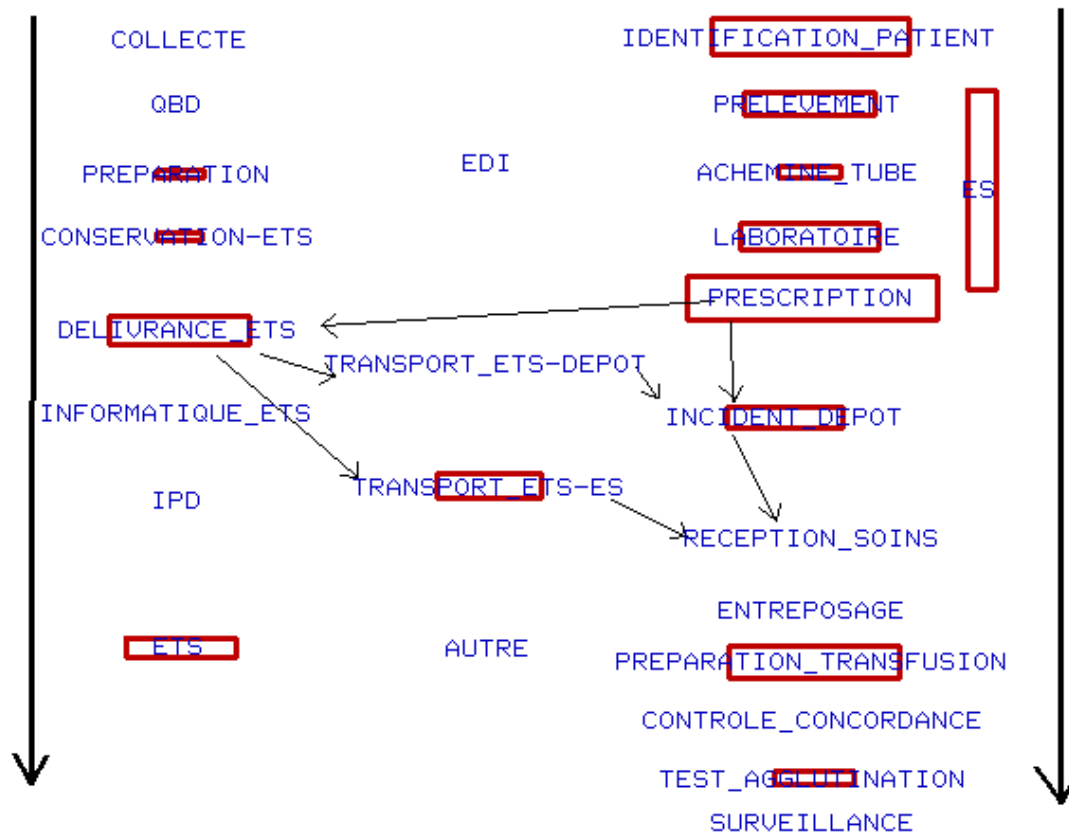 COLLECTE
IDENTIFICATION_PATIENT
QBD
PRELEVEMENT
EDI
PREPARATION
ACHEMINE_TUBE
ES
CONSERVATION-ETS
LABORATOIRE
PRESCRIPTION
DELIVRANCE_ETS
TRANSPORT_ETS-DEPOT
INFORMATIQUE_ETS
INCIDENT_DEPOT
TRANSPORT_ETS-ES
IPD
RECEPTION_SOINS
ENTREPOSAGE
ETS
AUTRE
PREPARATION_TRANSFUSION
CONTROLE_CONCORDANCE
TEST_AGGLUTINATION
SURVEILLANCE